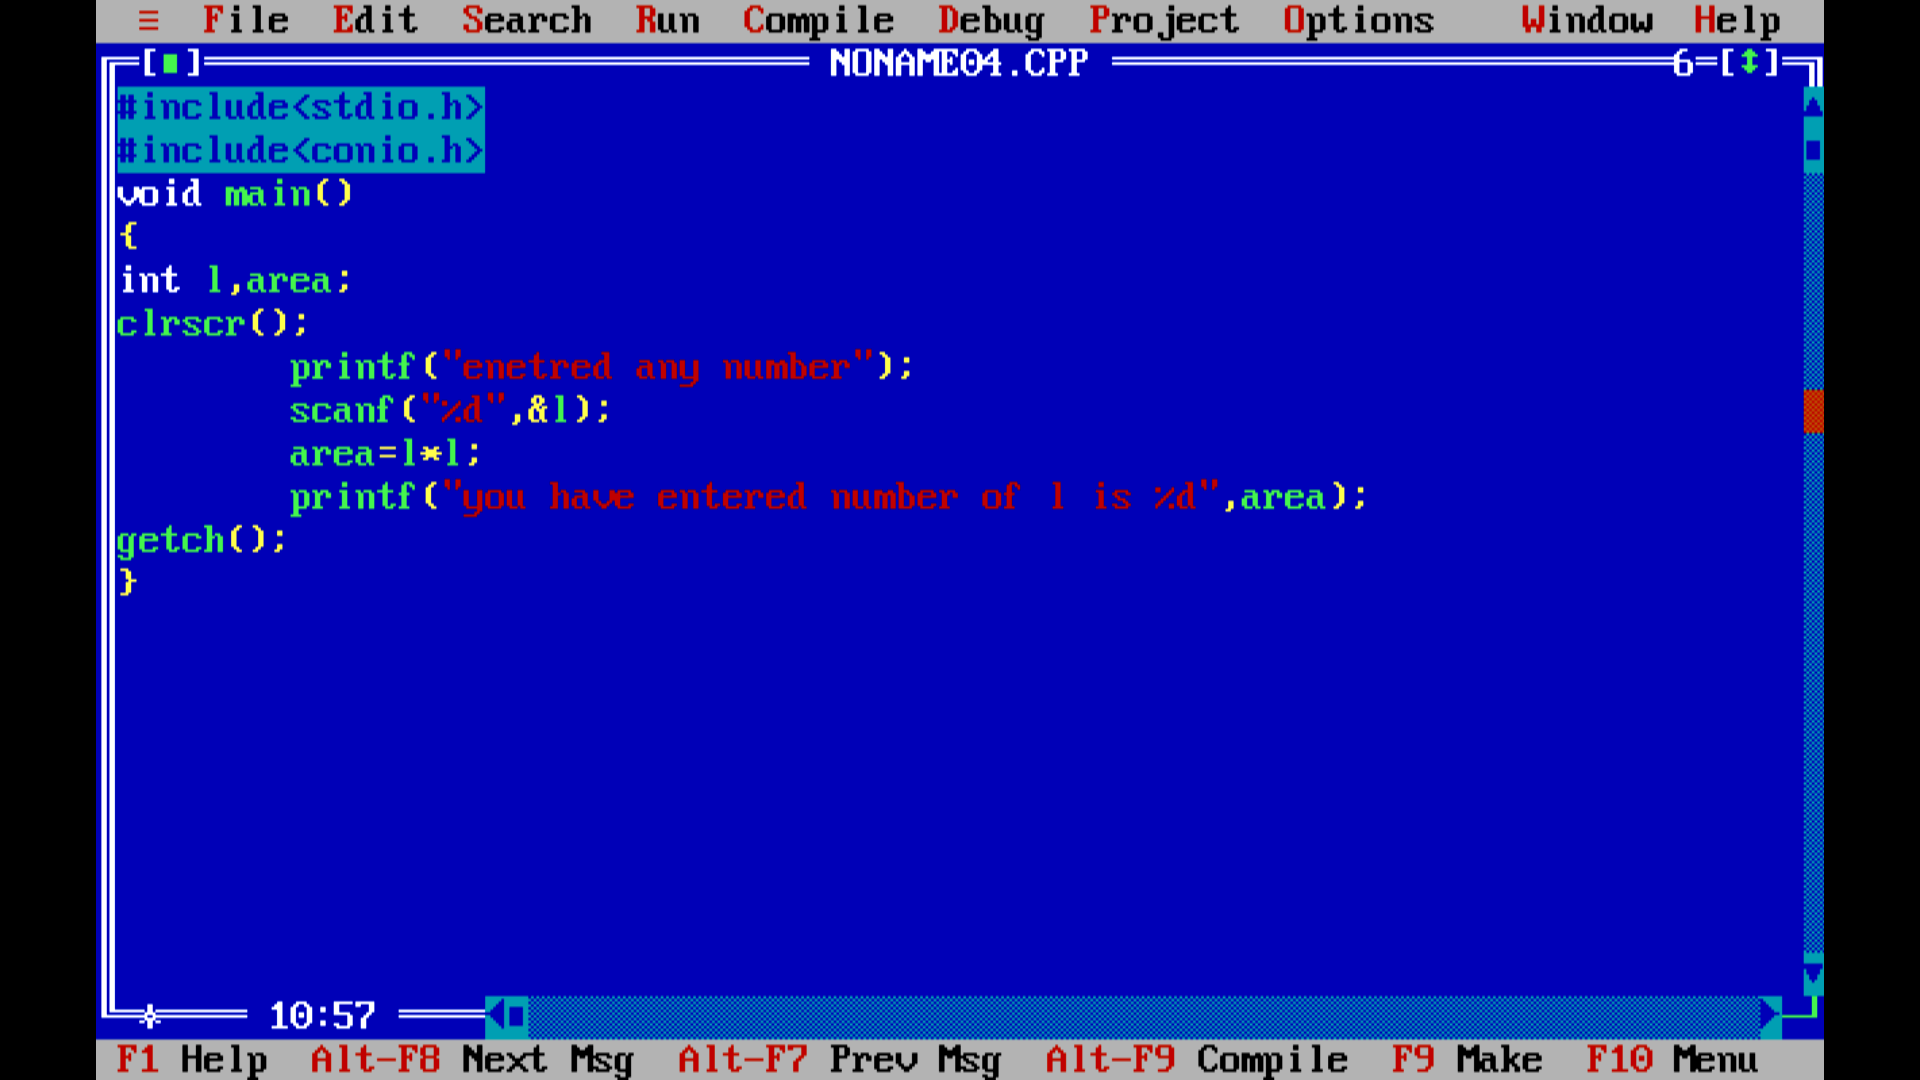 ≡ File Edit Search Run Compile Debug Project Options Window Help
[■] NONAME04.CPP 6=[↕]
#include<stdio.h>
#include<conio.h>
void main()
{
int l,area;
clrscr();
printf("enetred any number");
scanf("%d",&l);
area=l*l;
printf("you have entered number of l is %d",area);
getch();
}
* 10:57
F1 Help Alt-F8 Next Msg Alt-F7 Prev Msg Alt-F9 Compile F9 Make F10 Menu